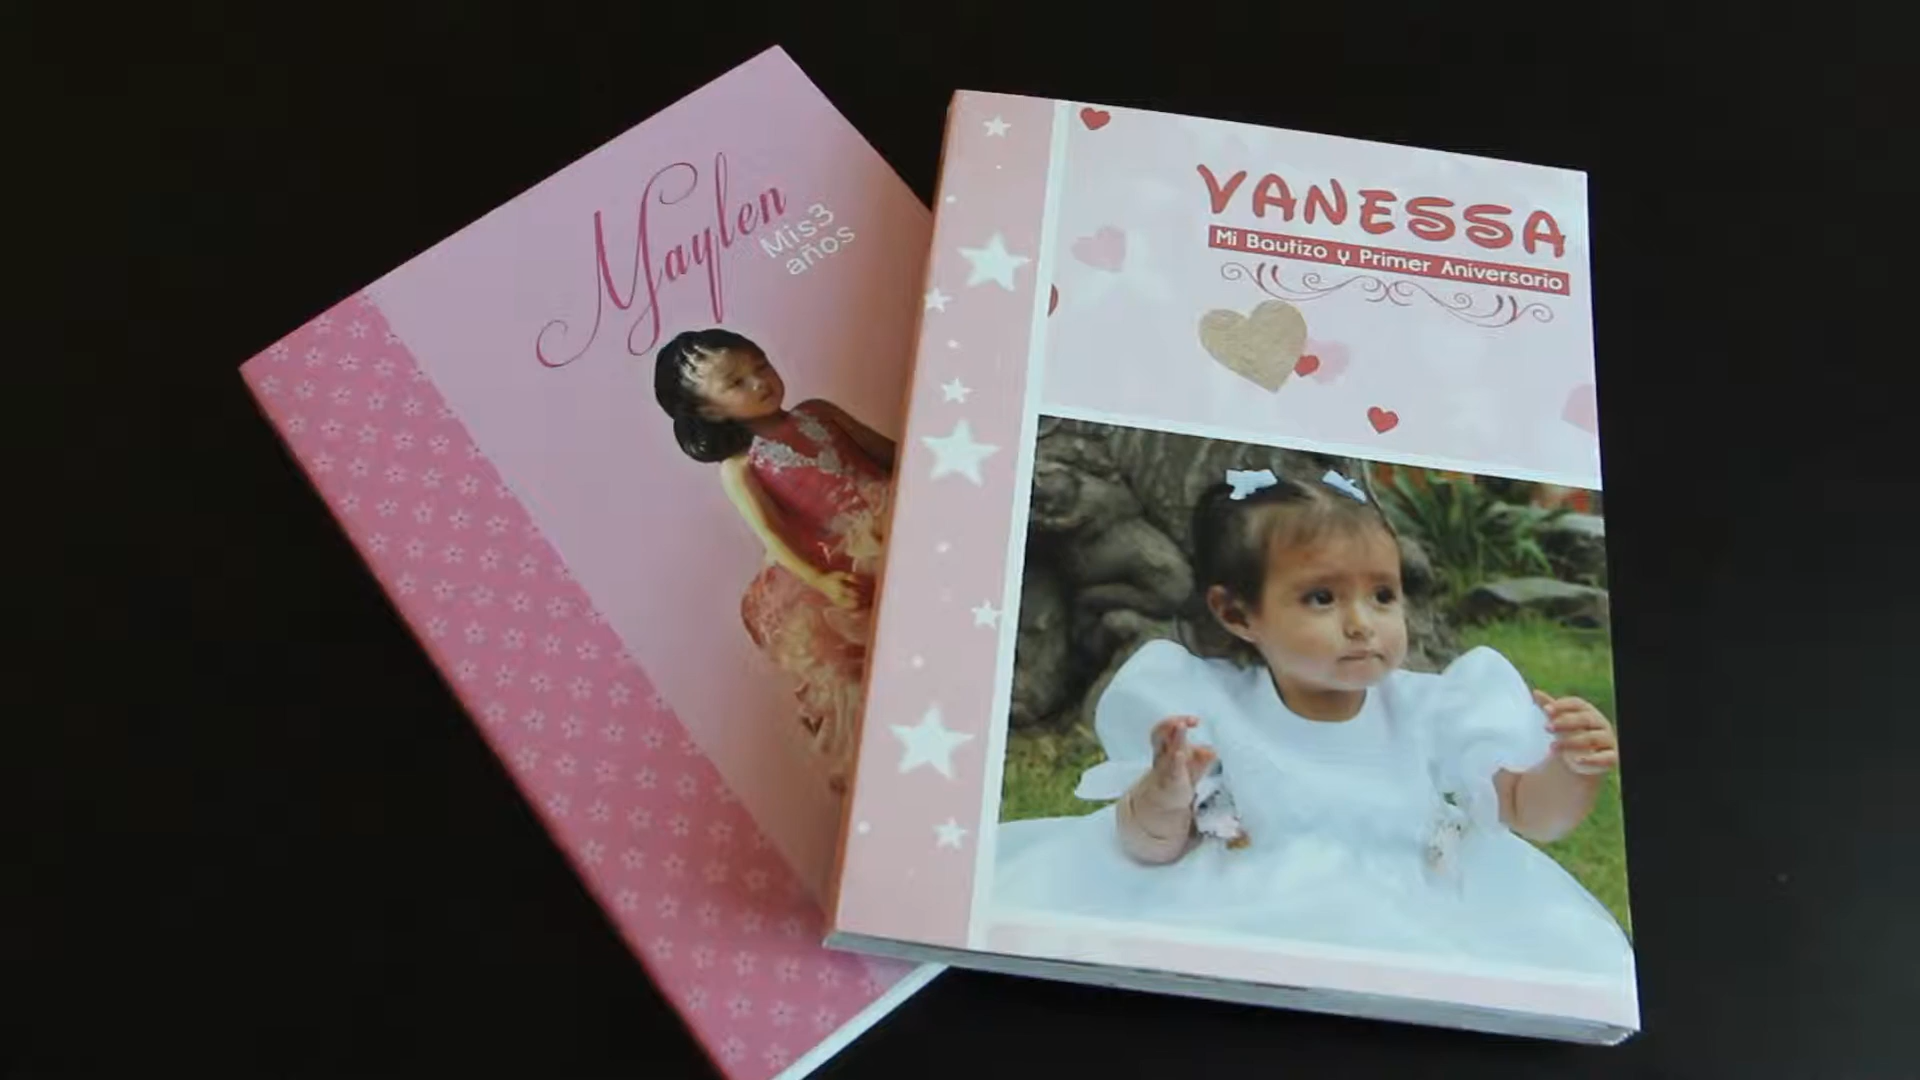 Maylen
Mis3
años
VANESSA
Mi Bautizo y Primer Aniversario